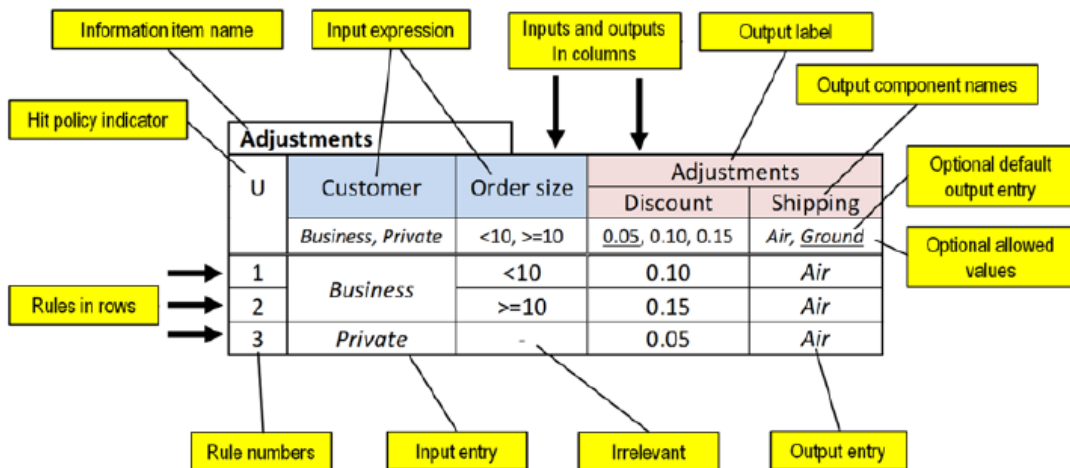 Information item name
Input expression
Inputs and outputs
In columns
Output label
Output component names
Hit policy indicator
Adjustments
U
Customer
Order size
Adjustments
Discount
Shipping
Optional default
output entry
Business, Private
<10, >=10
0.05, 0.10, 0.15
Air, Ground
Optional allowed
values
Rules in rows
1
Business
<10
0.10
Air
2
>=10
0.15
Air
3
Private
-
0.05
Air
Rule numbers
Input entry
Irrelevant
Output entry